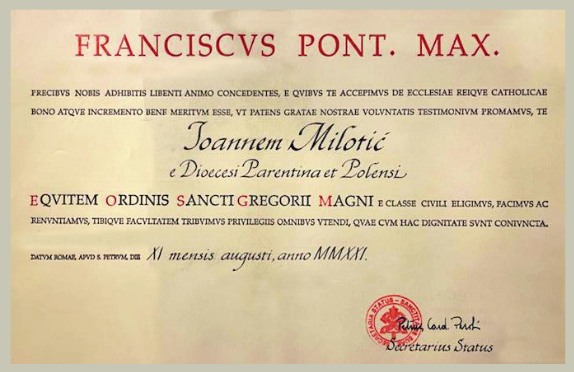 FRANCISCVS PONT. MAX.
PRECIBVS NOBIS ADHIBITIS LIBENTI ANIMO CONCEDENTES, E QVIBVS TE ACCEPIMVS DE ECCLESIAE REIQVE CATHOLICAE
BONO ATQVE INCREMENTO BENE MERITVM ESSE, VT PATENS GRATAE NOSTRAE VOLVNTATIS TESTIMONIVM PROMAMVS, TE
Joannem Milotić
e Dioecesi Parentina et Polensi
EQVITEM ORDINIS SANCTI GREGORII MAGNI E CLASSE CIVILI ELIGIMVS, FACIMVS AC
RENVNTIAMVS, TIBIQVE FACVLTATEM TRIBVIMVS PRIVILEGIIS OMNIBVS VTENDI, QVAE CVM HAC DIGNITATE SVNT CONIVNCTA.
DATVM ROMAE, APVD S. PETRVM, DIE XI mensis augusti, anno MMXXI.
Petrus Card
Secretarius Status